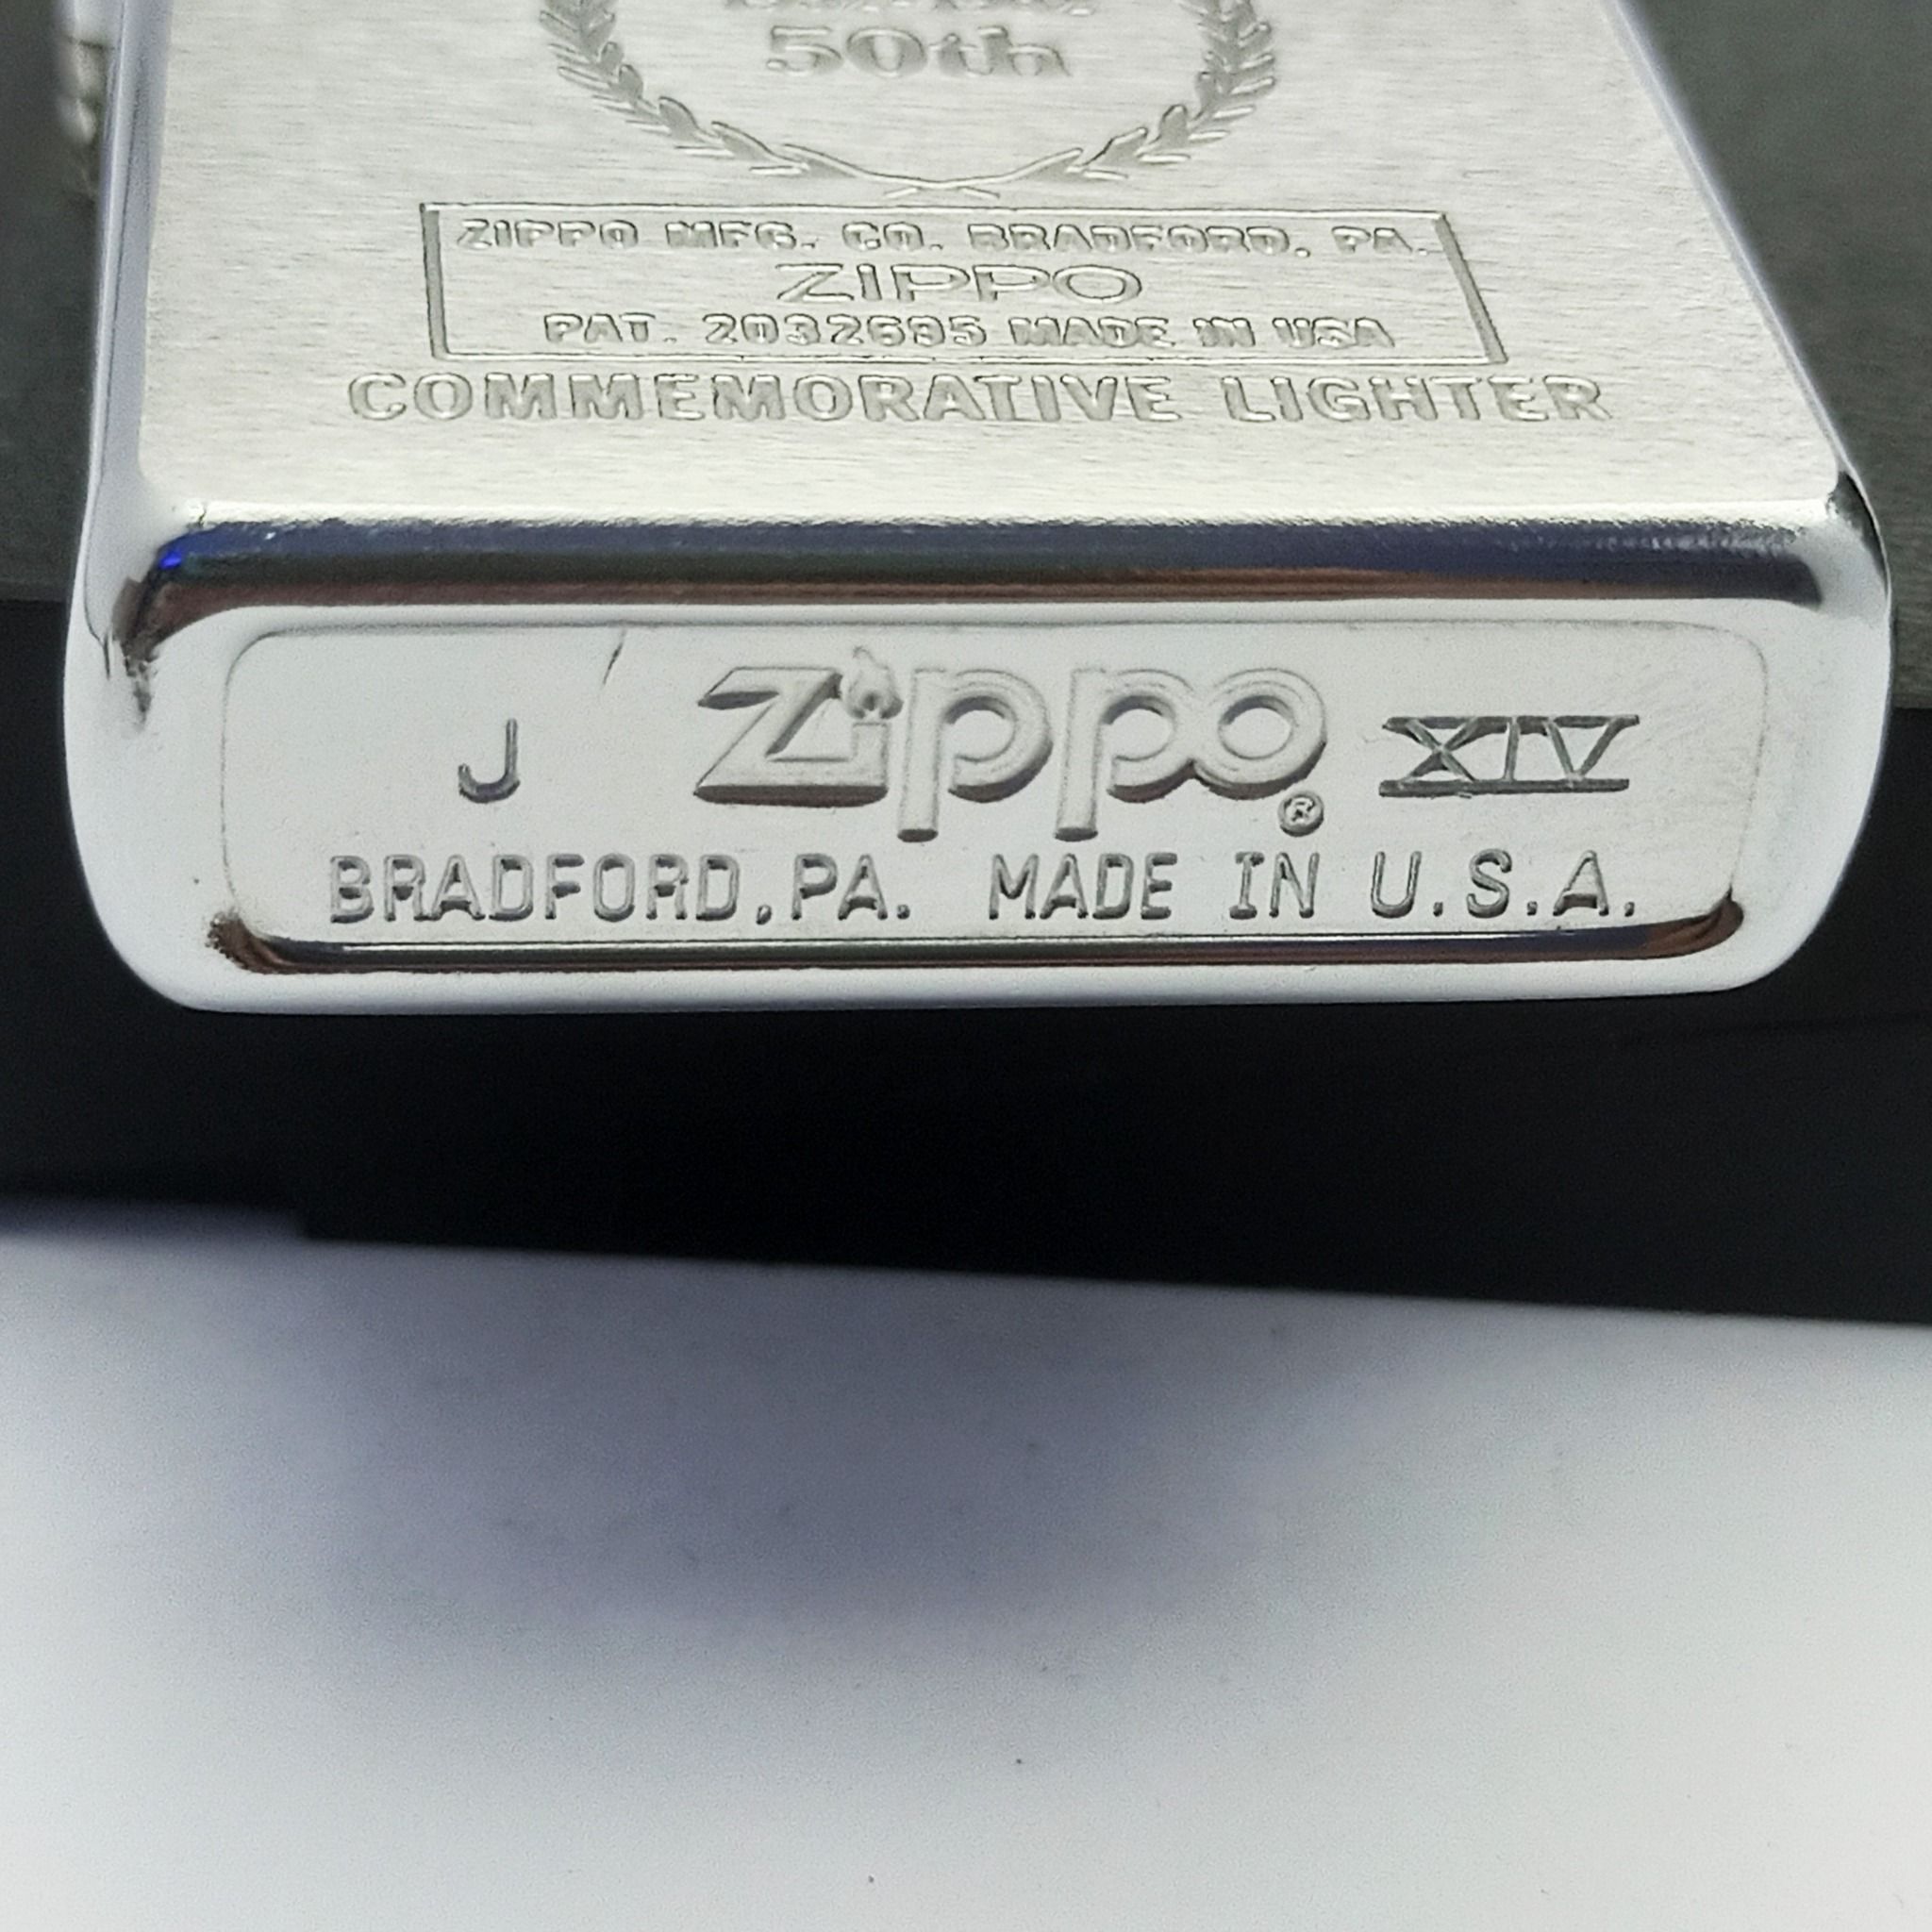 50th
ZIPPO MFG. CO. BRADFORD, PA.
ZIPPO
PAT. 2032695 MADE IN USA
COMMEMORATIVE LIGHTER
J Zippo® XIV
BRADFORD, PA. MADE IN U.S.A.